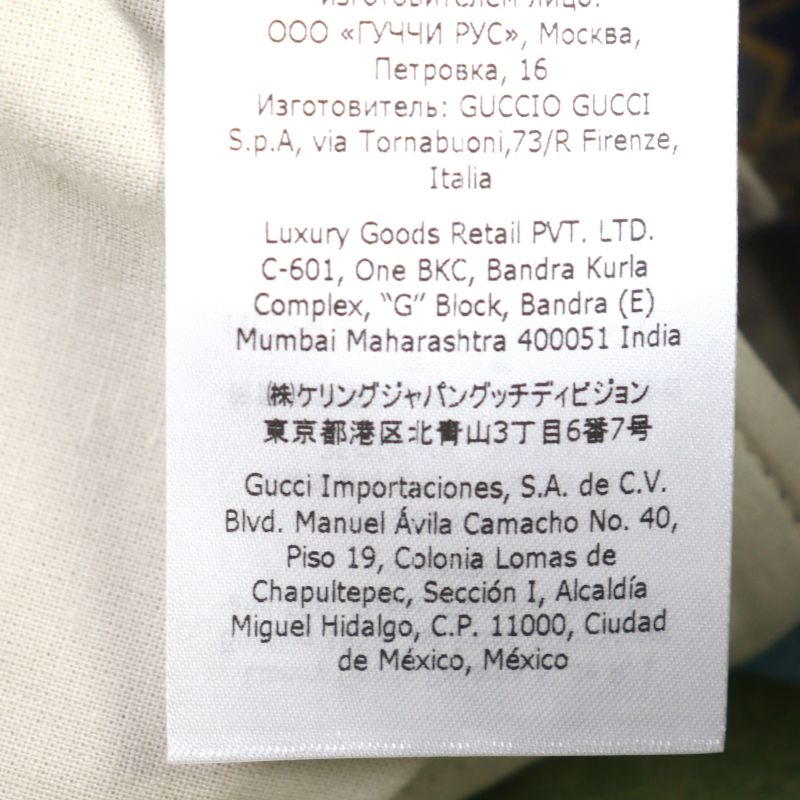 изготовителем лицо:
ООО «ГУЧЧИ РУС», Москва,
Петровка, 16
Изготовитель: GUCCIO GUCCI
S.p.A, via Tornabuoni,73/R Firenze,
Italia
Luxury Goods Retail PVT. LTD.
C-601, One BKC, Bandra Kurla
Complex, "G" Block, Bandra (E)
Mumbai Maharashtra 400051 India
㈱ケリングジャパングッチディビジョン
東京都港区北青山3丁目6番7号
Gucci Importaciones, S.A. de C.V.
Blvd. Manuel Ávila Camacho No. 40,
Piso 19, Colonia Lomas de
Chapultepec, Sección I, Alcaldía
Miguel Hidalgo, C.P. 11000, Ciudad
de México, México